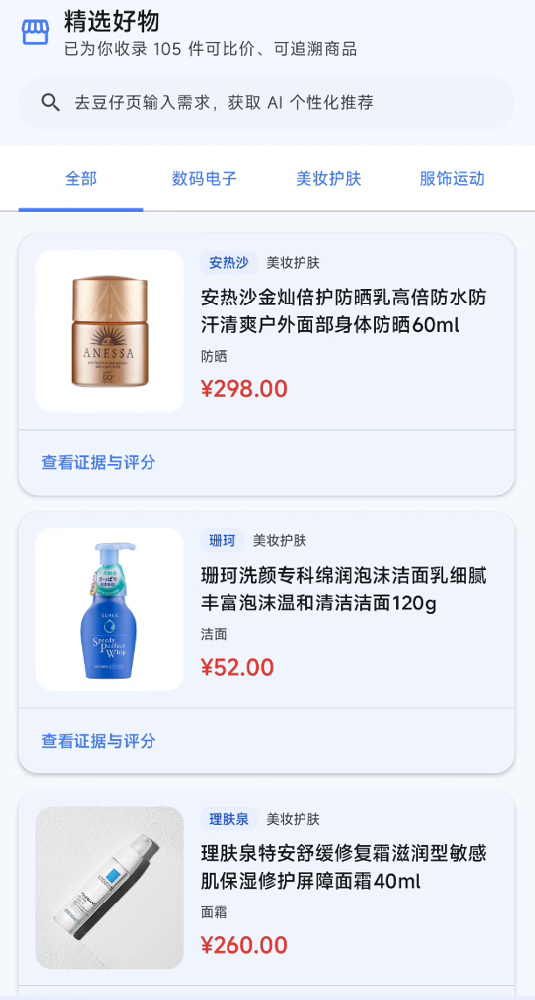 精选好物
已为你收录 105 件可比价、可追溯商品
去豆仔页输入需求，获取 AI 个性化推荐
全部
数码电子
美妆护肤
服饰运动
安热沙 美妆护肤
安热沙金灿倍护防晒乳高倍防水防
汗清爽户外面部身体防晒60ml
防晒
¥298.00
ANESSA
SPF
50+
查看证据与评分
珊珂 美妆护肤
珊珂洗颜专科绵润泡沫洁面乳细腻
丰富泡沫温和清洁洁面120g
洁面
¥52.00
さっぱり
SENKA
Speedy
Perfect
Whip
查看证据与评分
理肤泉 美妆护肤
理肤泉特安舒缓修复霜滋润型敏感
肌保湿修护屏障面霜40ml
面霜
¥260.00